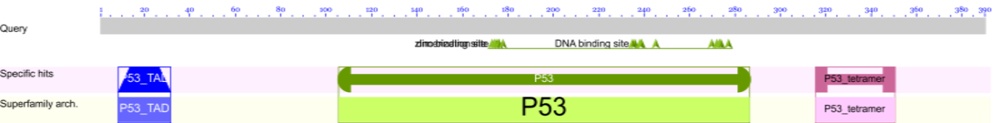 1 20 40 60 80 100 120 140 160 180 200 220 240 260 280 300 320 340 360 380 390
Query
DNA binding site
Specific hits P53_TAD P53 P53_tetramer
Superfamily arch. P53_TAD P53 P53_tetramer